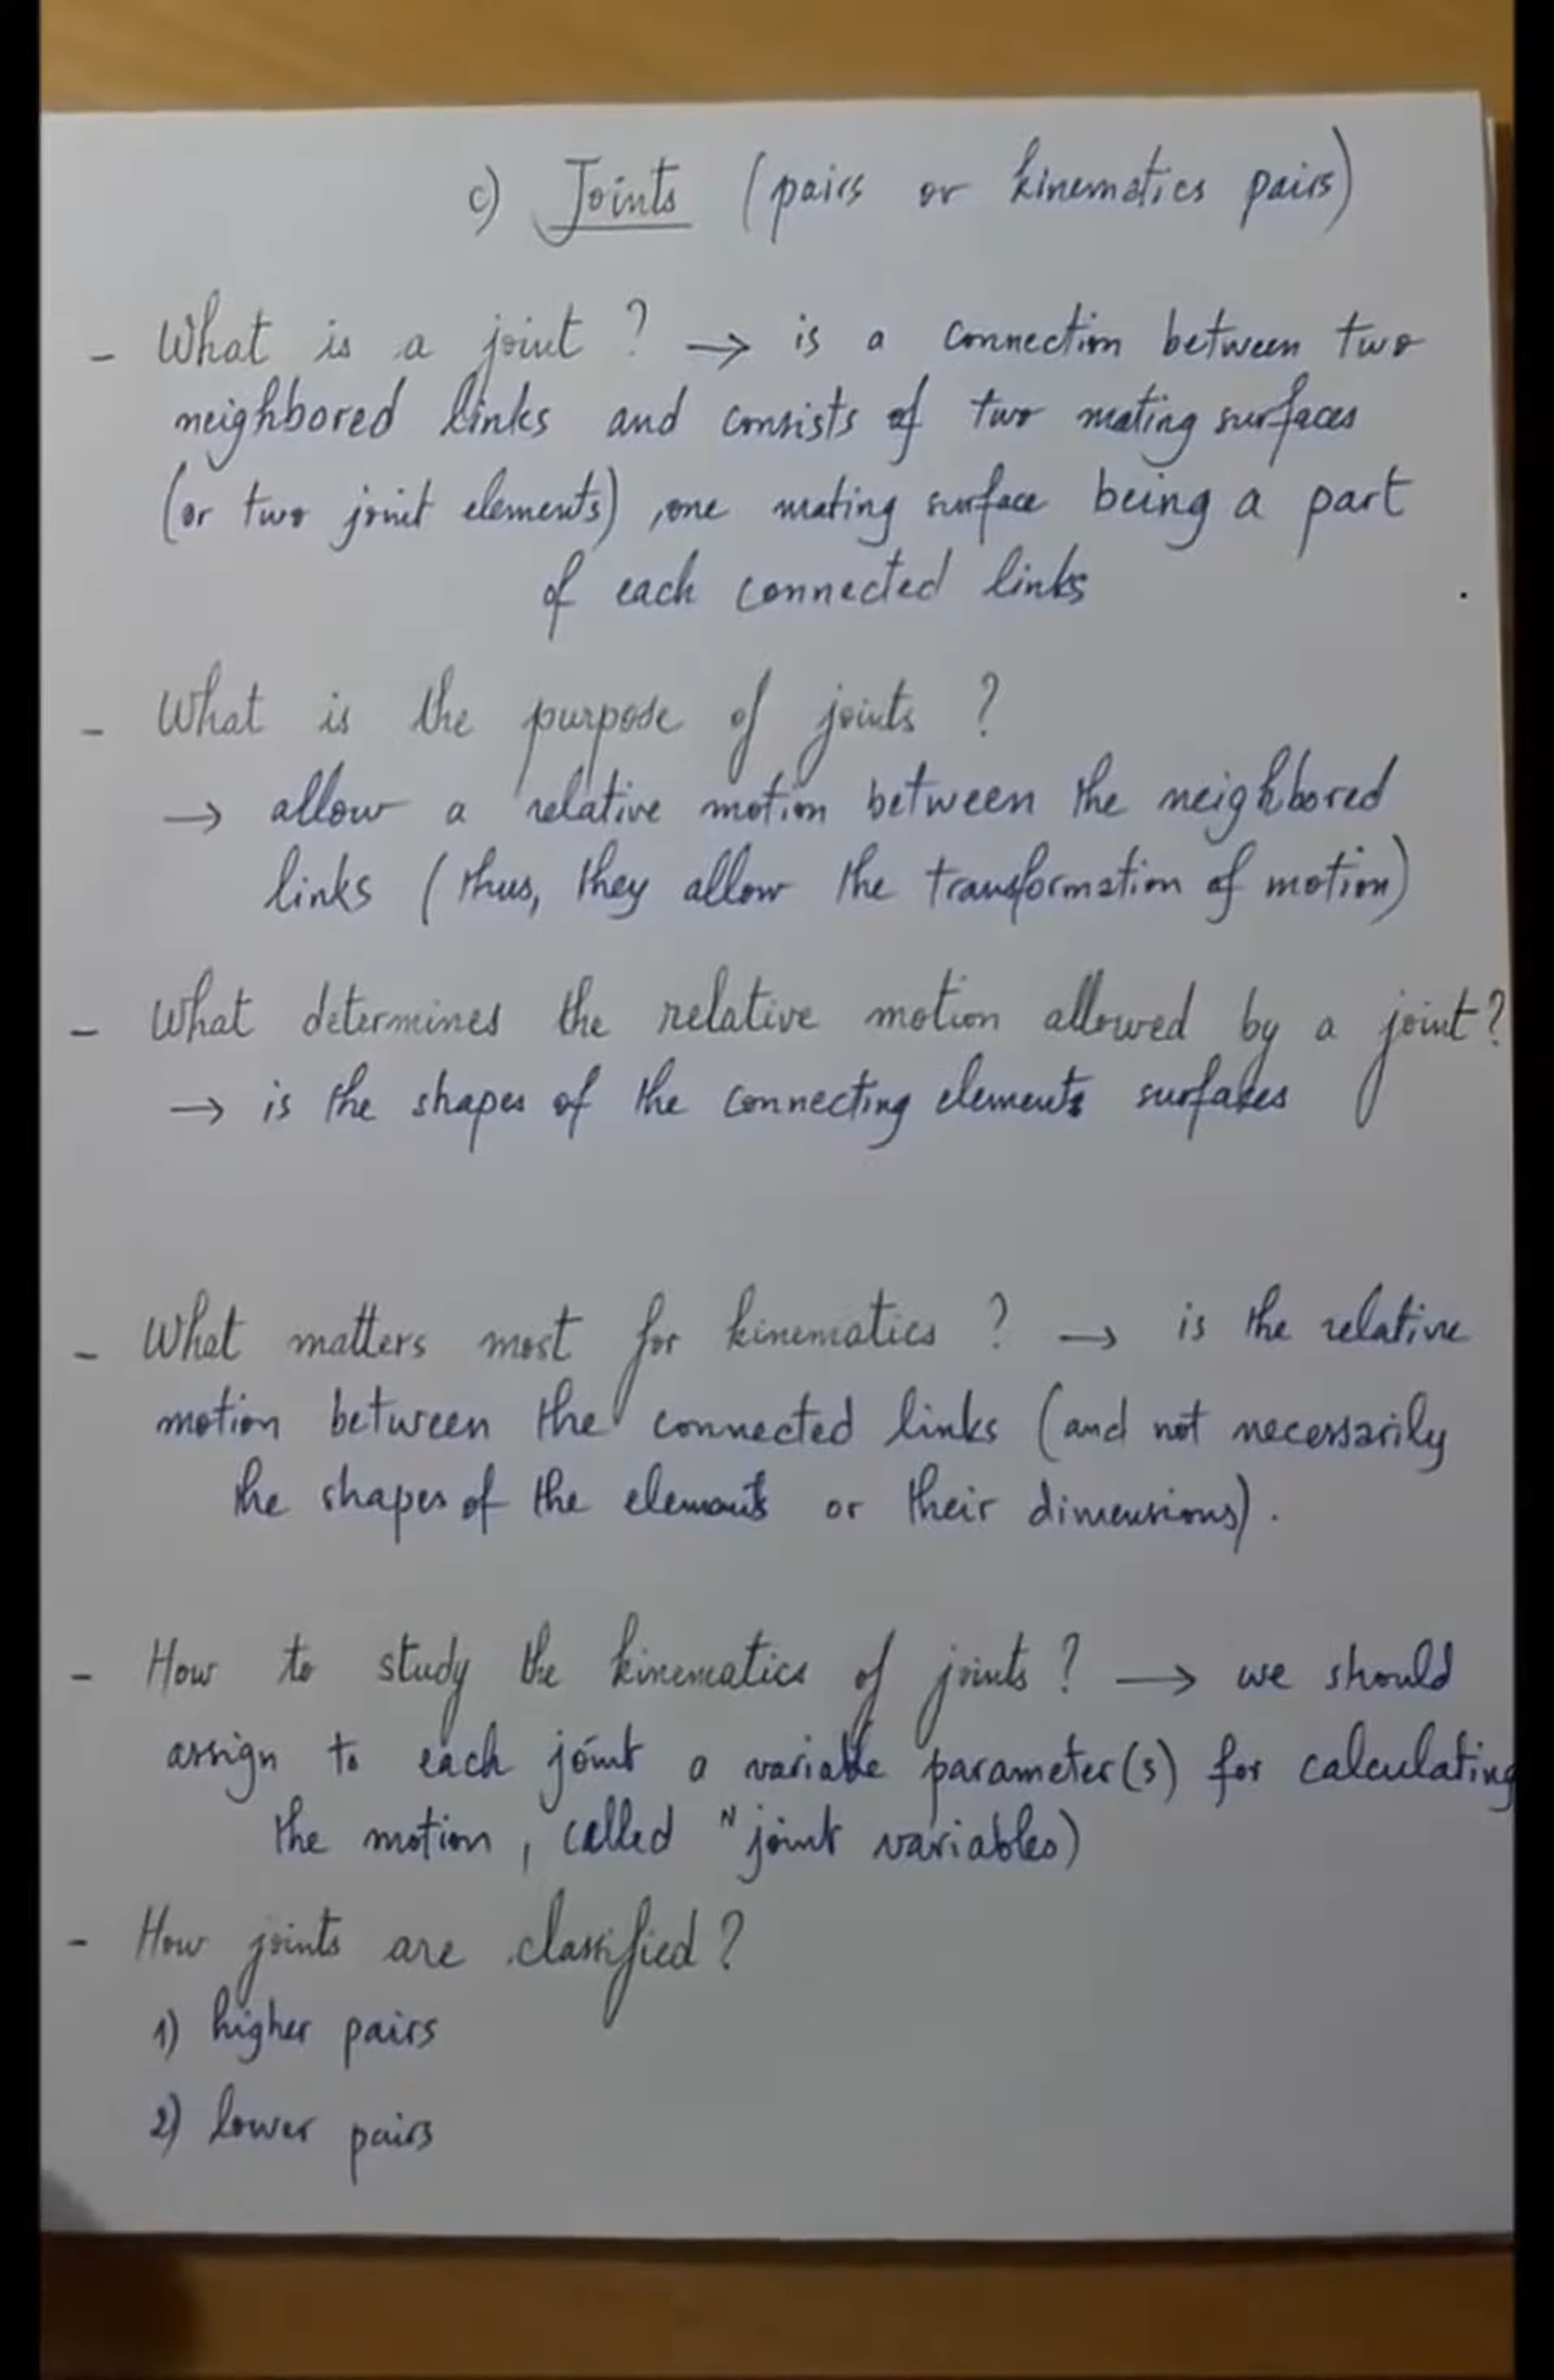 c) Joints (pairs or kinematics pairs)
- What is a joint ? → is a connection between two
neighbored links and consists of two mating surfaces
(or two joint elements) , one mating surface being a part
of each connected links
- What is the purpose of joints ?
→ allow a relative motion between the neighbored
links (thus, they allow the transformation of motion)
- What determines the relative motion allowed by a joint?
→ is the shapes of the connecting elements surfaces
- What matters most for kinematics ? → is the relative
motion between the connected links (and not necessarily
the shapes of the elements or their dimensions).
- How to study the kinematics of joints ? → we should
assign to each joint a variable parameter(s) for calculating
the motion , called " joint variables)
- How joints are classified ?
1) higher pairs
2) lower pairs